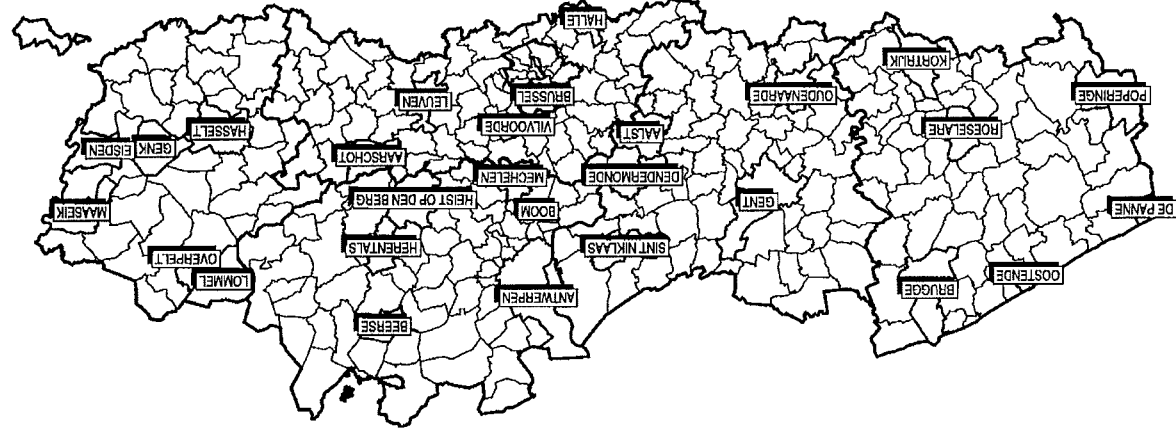 BEERSE
ANTWERPEN
BRUGGE
OOSTENDE
LOMMEL
OVERPELT
HERENTALS
SINT NIKLAAS
MAASEIK
HEIST OP DEN BERG
BOOM
GENT
DE PANNE
EISDEN
GENK
HASSELT
AARSCHOT
MECHELEN
DENDERMONDE
VILVOORDE
AALST
ROESELARE
LEUVEN
BRUSSEL
OUDENAARDE
POPERINGE
KORTRIJK
HALLE